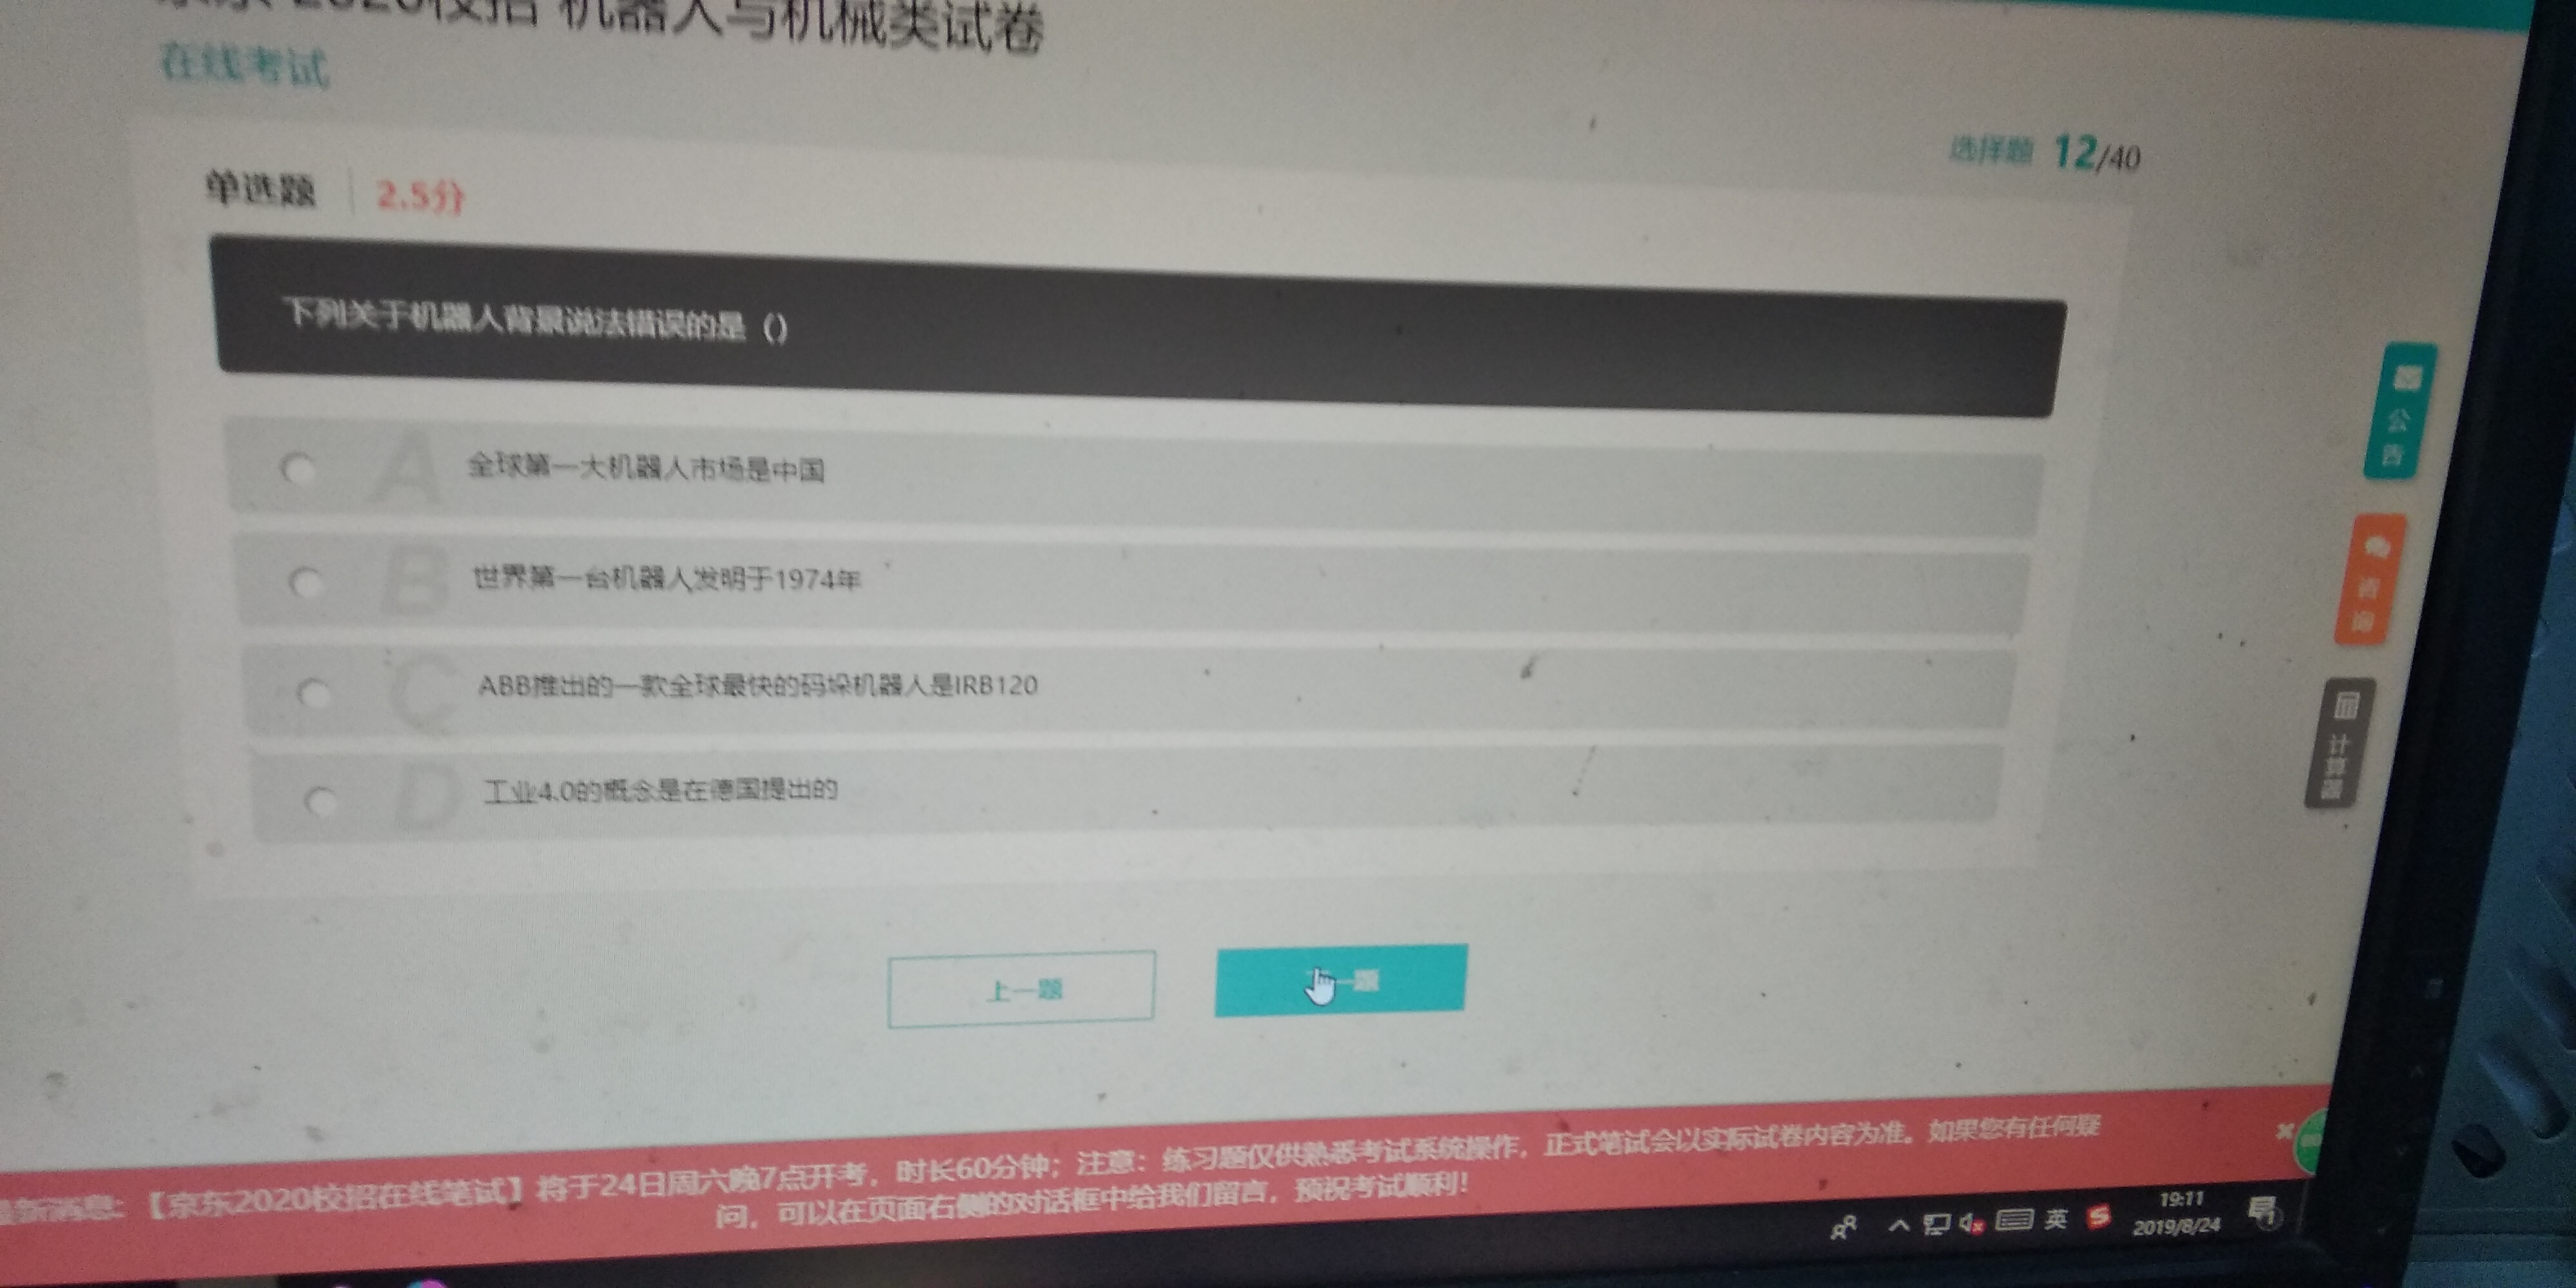 2020校招 机器人与机械类试卷
在线考试
选择题 12/40
单选题 2.5分
下列关于机器人背景说法错误的是（）
A 全球第一大机器人市场是中国
B 世界第一台机器人发明于1974年
C ABB推出的一款全球最快的码垛机器人是IRB120
D 工业4.0的概念是在德国提出的
公告
咨询
计算器
上一题
一题
最新消息:【京东2020校招在线笔试】将于24日周六晚7点开考，时长60分钟；注意：练习题仅供熟悉考试系统操作，正式笔试会以实际试卷内容为准。如果您有任何疑
问，可以在页面右侧的对话框中给我们留言，预祝考试顺利！
英
19:11
2019/8/24